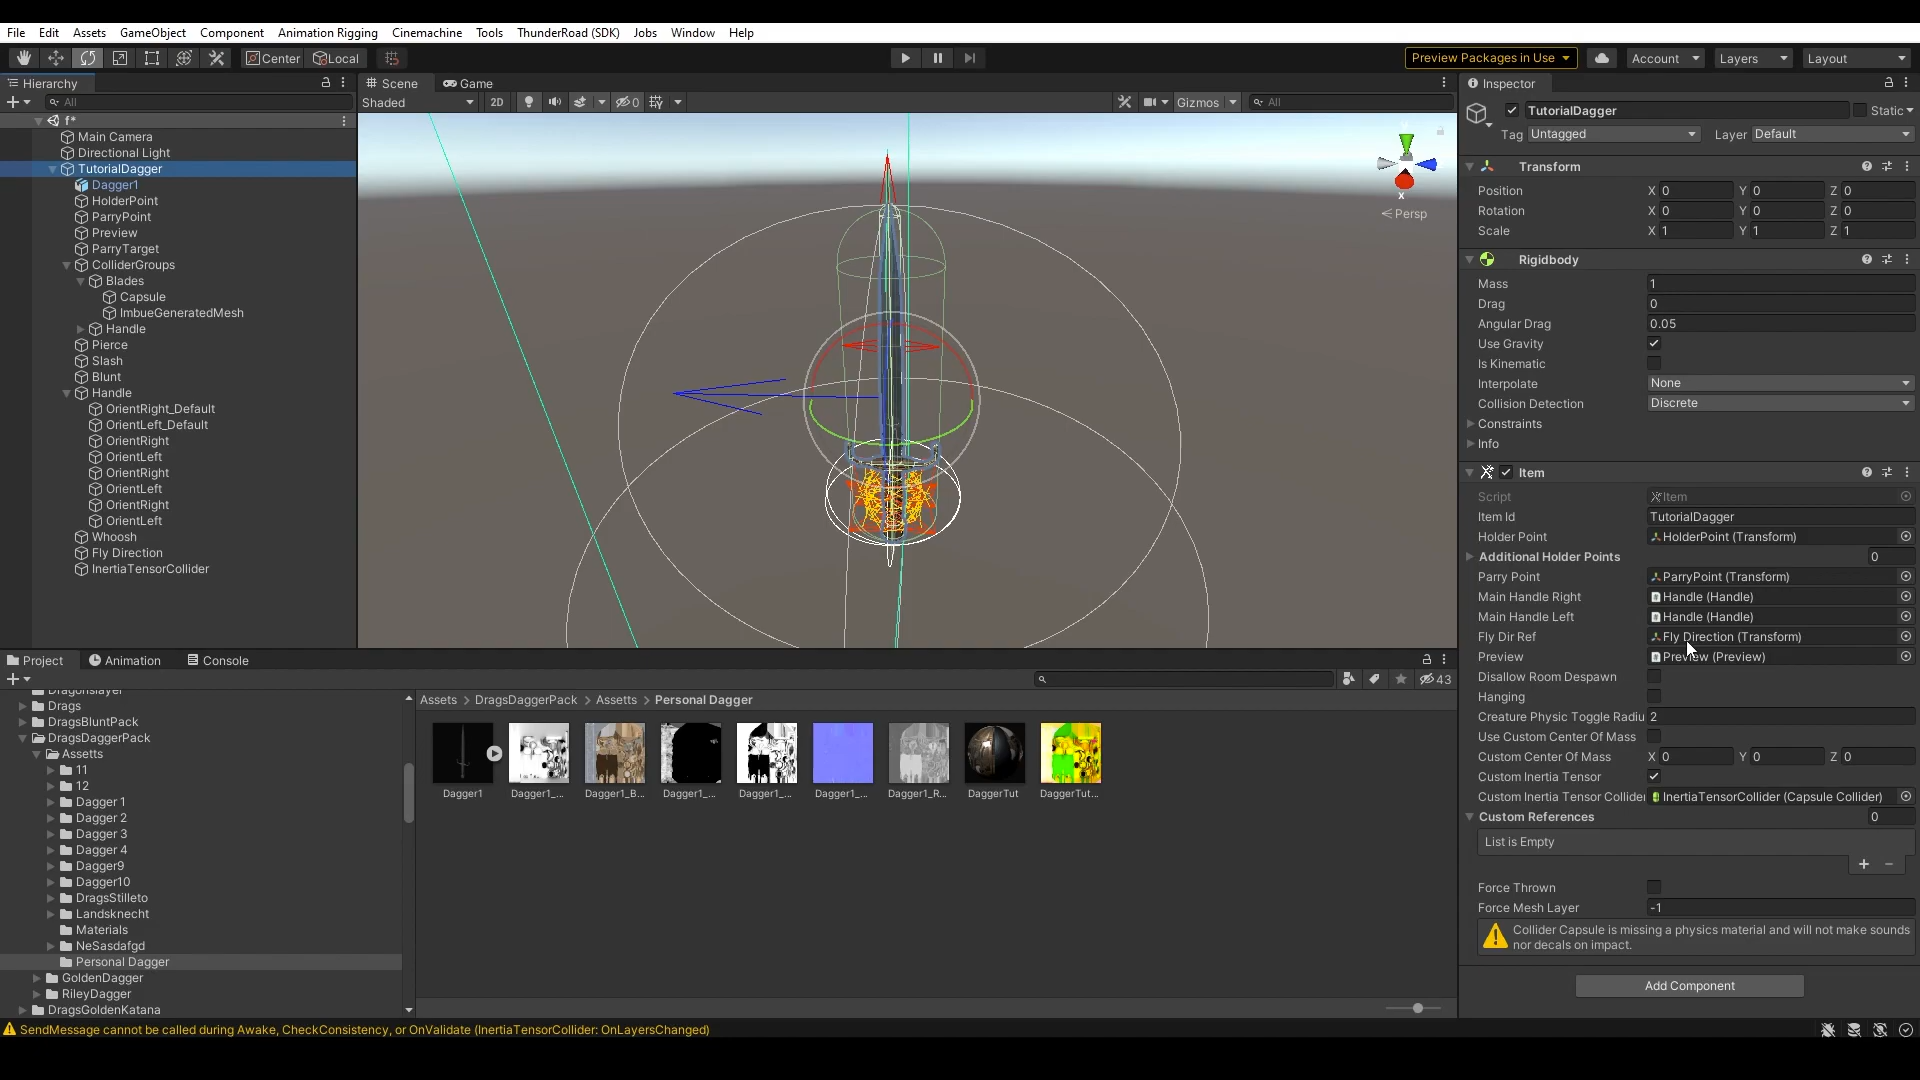 File Edit Assets GameObject Component Animation Rigging Cinemachine Tools ThunderRoad (SDK) Jobs Window Help
Center Local Preview Packages in Use Account Layers Layout
Hierarchy
All
f*
Main Camera
Directional Light
TutorialDagger
Dagger1
HolderPoint
ParryPoint
Preview
ParryTarget
ColliderGroups
Blades
Capsule
ImbueGeneratedMesh
Handle
Pierce
Slash
Blunt
Handle
OrientRight_Default
OrientLeft_Default
OrientRight
OrientLeft
OrientRight
OrientLeft
OrientRight
OrientLeft
Whoosh
Fly Direction
InertiaTensorCollider
Scene Game
Shaded 2D 0 Gizmos All
x
Persp
Inspector
TutorialDagger Static
Tag Untagged Layer Default
Transform
Position X 0 Y 0 Z 0
Rotation X 0 Y 0 Z 0
Scale X 1 Y 1 Z 1
Rigidbody
Mass 1
Drag 0
Angular Drag 0.05
Use Gravity
Is Kinematic
Interpolate None
Collision Detection Discrete
Constraints
Info
Item
Script Item
Item Id TutorialDagger
Holder Point HolderPoint (Transform)
Additional Holder Points 0
Parry Point ParryPoint (Transform)
Main Handle Right Handle (Handle)
Main Handle Left Handle (Handle)
Fly Dir Ref Fly Direction (Transform)
Preview Preview (Preview)
Disallow Room Despawn
Hanging
Creature Physic Toggle Radiu 2
Use Custom Center Of Mass
Custom Center Of Mass X 0 Y 0 Z 0
Custom Inertia Tensor
Custom Inertia Tensor Collider InertiaTensorCollider (Capsule Collider)
Custom References 0
List is Empty
Force Thrown
Force Mesh Layer -1
Collider Capsule is missing a physics material and will not make sounds
nor decals on impact.
Add Component
Project Animation Console
43
Dragonslayer
Drags
DragsBluntPack
DragsDaggerPack
Assetts
11
12
Dagger 1
Dagger 2
Dagger 3
Dagger 4
Dagger9
Dagger10
DragsStilleto
Landsknecht
Materials
NeSasdafgd
Personal Dagger
GoldenDagger
RileyDagger
DragsGoldenKatana
Assets > DragsDaggerPack > Assetts > Personal Dagger
Dagger1 Dagger1_... Dagger1_B... Dagger1_... Dagger1_... Dagger1_... Dagger1_R... DaggerTut DaggerTut...
SendMessage cannot be called during Awake, CheckConsistency, or OnValidate (InertiaTensorCollider: OnLayersChanged)